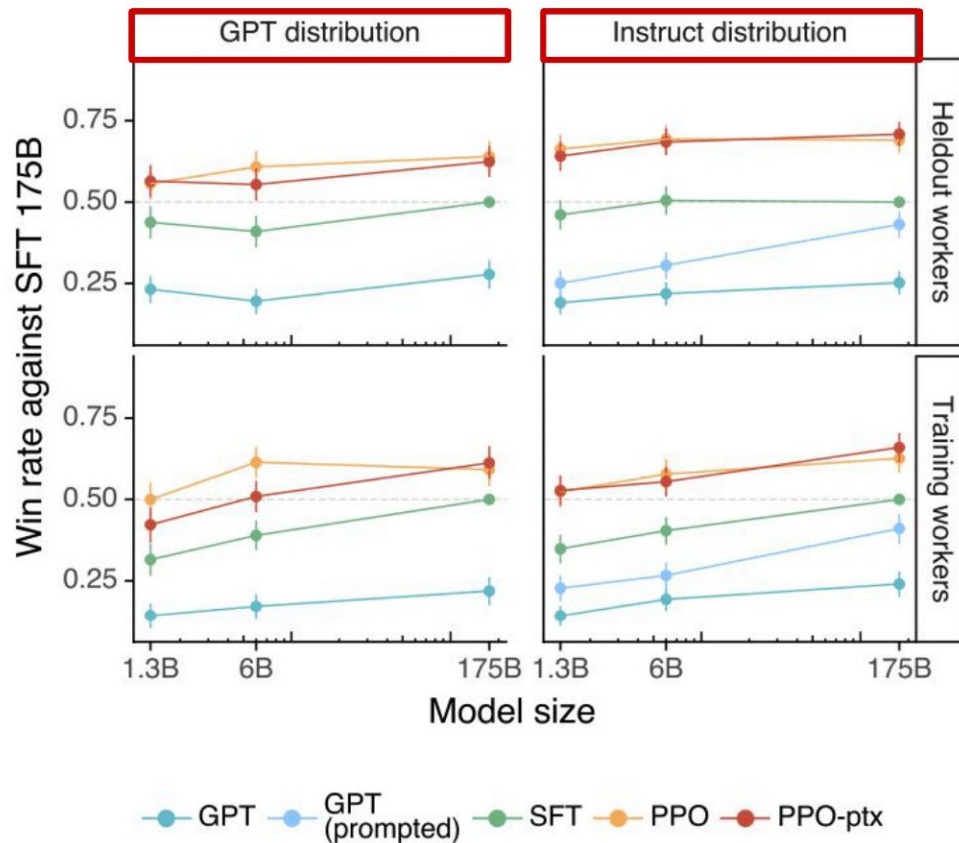 GPT distribution
Instruct distribution
Win rate against SFT 175B
0.75
0.50
0.25
Heldout workers
0.75
0.50
0.25
Training workers
1.3B
6B
175B
1.3B
6B
175B
Model size
GPT
GPT
(prompted)
SFT
PPO
PPO-ptx